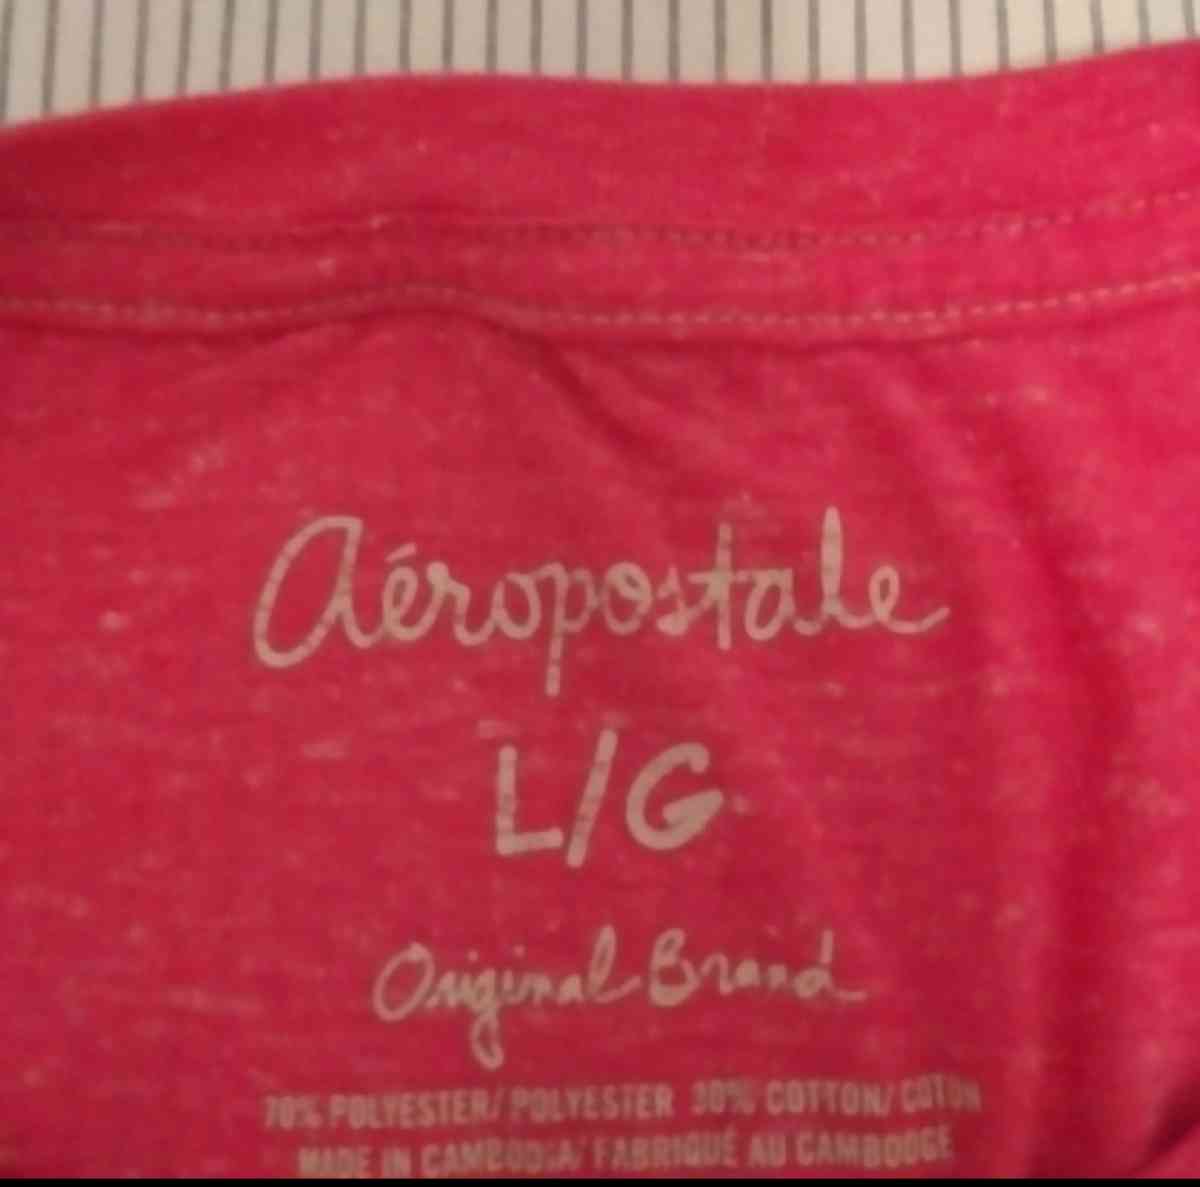 Aéropostale
L/G
Original Brand
70% POLYESTER/POLYESTER 30% COTTON/COTON
MADE IN CAMBODIA/FABRIQUÉ AU CAMBODGE